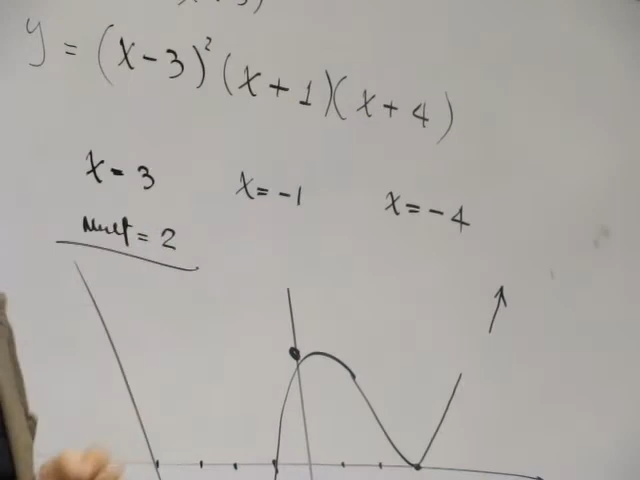 y = (x-3)² (x+1)(x+4)
x = 3 x = -1 x = -4
Mult = 2